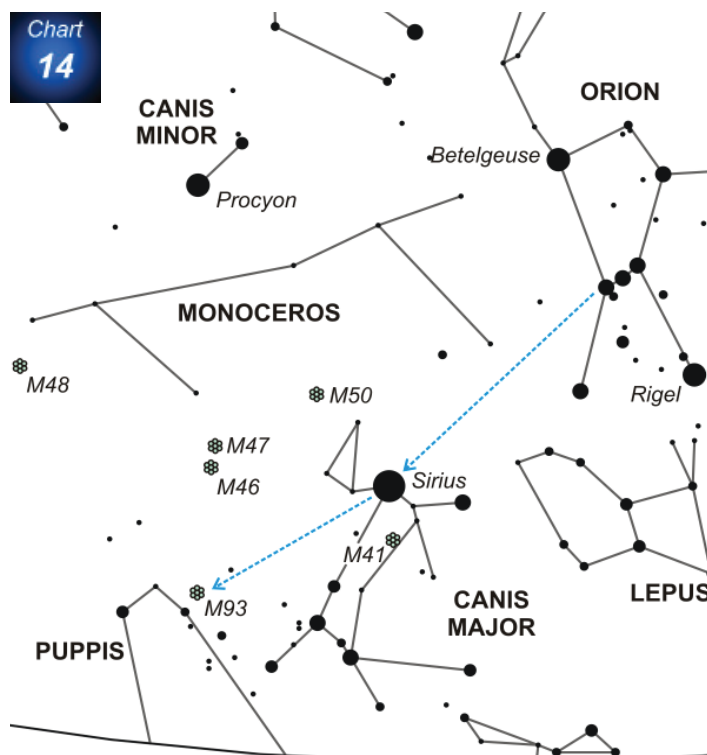 Chart
14
CANIS
MINOR
ORION
Betelgeuse
Procyon
MONOCEROS
M48
M50
Rigel
M47
M46
Sirius
M41
M93
CANIS
MAJOR
LEPUS
PUPPIS